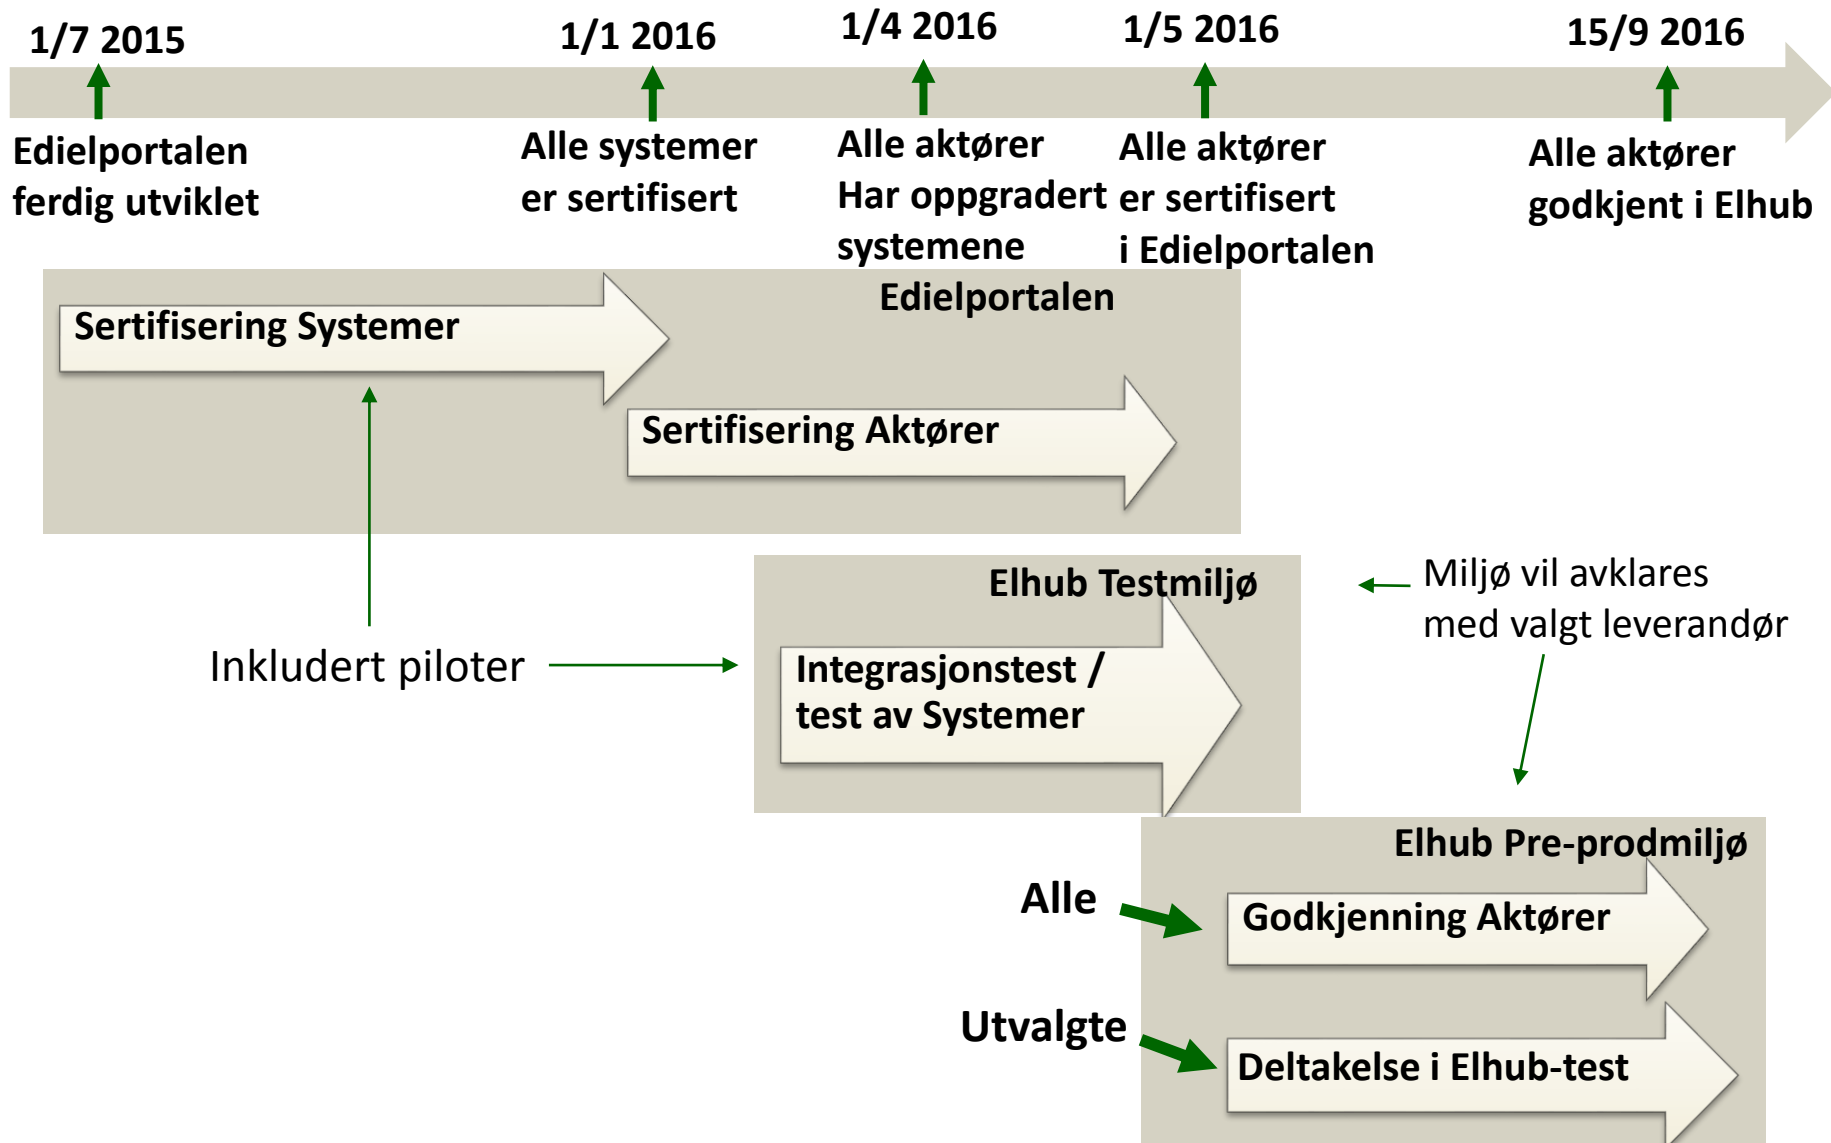 1/7 2015
1/1 2016
1/4 2016
1/5 2016
15/9 2016
Edielportalen
ferdig utviklet
Alle systemer
er sertifisert
Alle aktører
Har oppgradert
systemene
Alle aktører
er sertifisert
i Edielportalen
Alle aktører
godkjent i Elhub
Edielportalen
Sertifisering Systemer
Sertifisering Aktører
Inkludert piloter
Elhub Testmiljø
Integrasjonstest /
test av Systemer
Miljø vil avklares
med valgt leverandør
Elhub Pre-prodmiljø
Alle
Godkjenning Aktører
Utvalgte
Deltakelse i Elhub-test